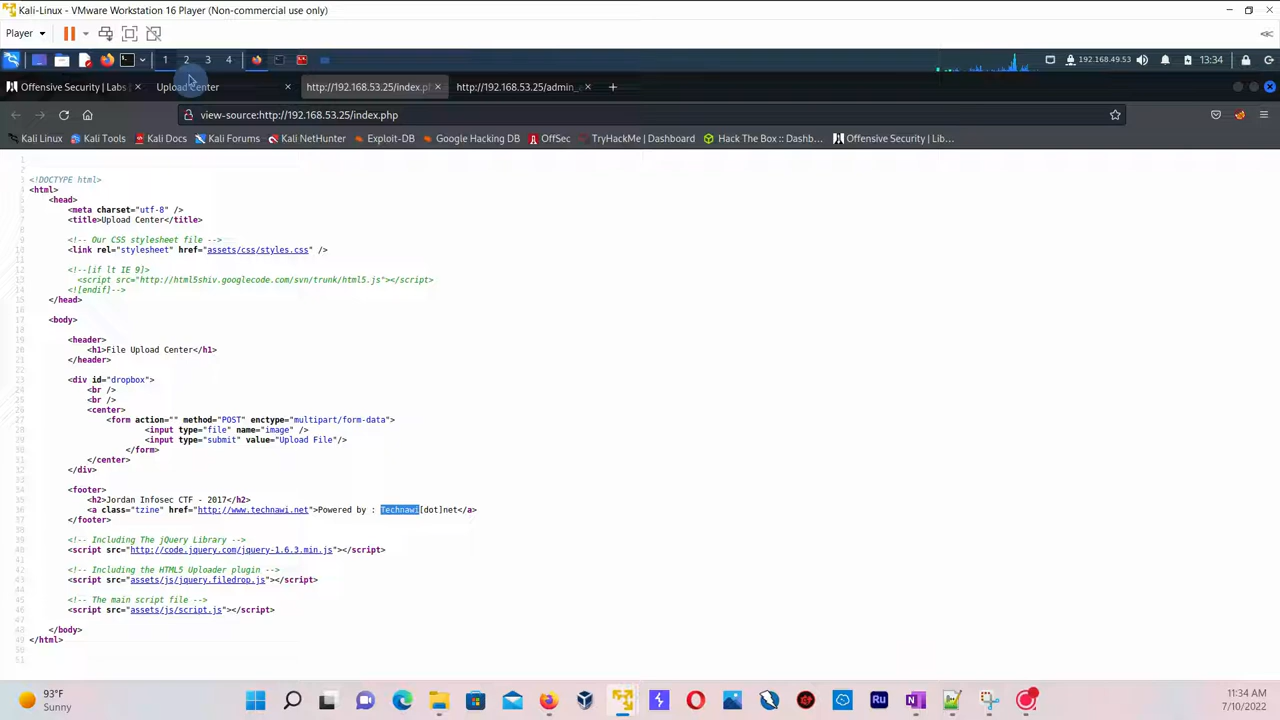 Kali-Linux - VMware Workstation 16 Player (Non-commercial use only)
Player
1 2 3 4 192.168.49.53 13:34
Offensive Security | Labs Upload Center http://192.168.53.25/index.p http://192.168.53.25/admin_
view-source:http://192.168.53.25/index.php
Kali Linux Kali Tools Kali Docs Kali Forums Kali NetHunter Exploit-DB Google Hacking DB OffSec TryHackMe | Dashboard Hack The Box :: Dashb... Offensive Security | Lib...
<!DOCTYPE html>
<html>
<head>
<meta charset="utf-8" />
<title>Upload Center</title>
<!-- Our CSS stylesheet file -->
<link rel="stylesheet" href="assets/css/styles.css" />
<!--[if lt IE 9]>
<script src="http://html5shiv.googlecode.com/svn/trunk/html5.js"></script>
<![endif]-->
</head>
<body>
<header>
<h1>File Upload Center</h1>
</header>
<div id="dropbox">
<br />
<br />
<center>
<form action="" method="POST" enctype="multipart/form-data">
<input type="file" name="image" />
<input type="submit" value="Upload File"/>
</form>
</center>
</div>
<footer>
<h2>Jordan Infosec CTF - 2017</h2>
<a class="tzine" href="http://www.technawi.net">Powered by : Technawi[dot]net</a>
</footer>
<!-- Including The jQuery Library -->
<script src="http://code.jquery.com/jquery-1.6.3.min.js"></script>
<!-- Including the HTML5 Uploader plugin -->
<script src="assets/js/jquery.filedrop.js"></script>
<!-- The main script file -->
<script src="assets/js/script.js"></script>
</body>
</html>
93°F
Sunny
Ru
11:34 AM
7/10/2022